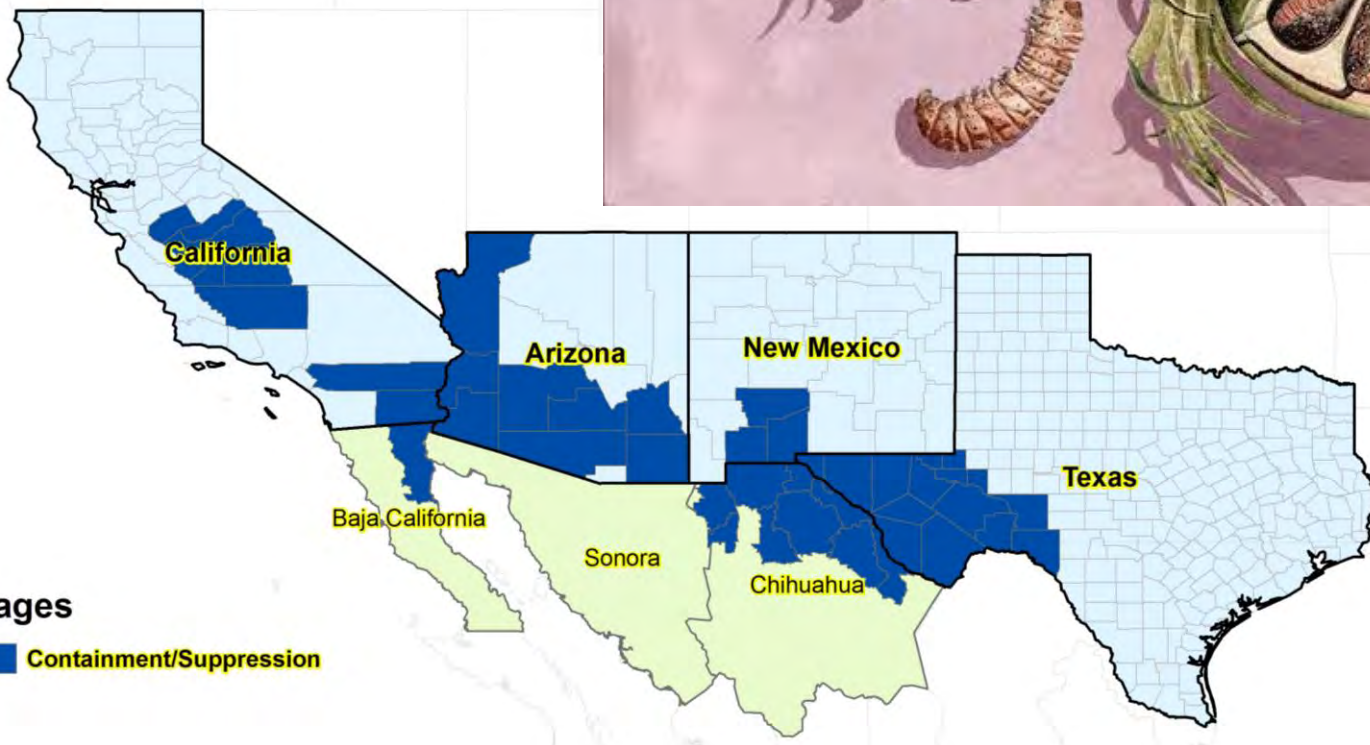 California
Arizona
New Mexico
Texas
Baja California
Sonora
Chihuahua
ages
Containment/Suppression